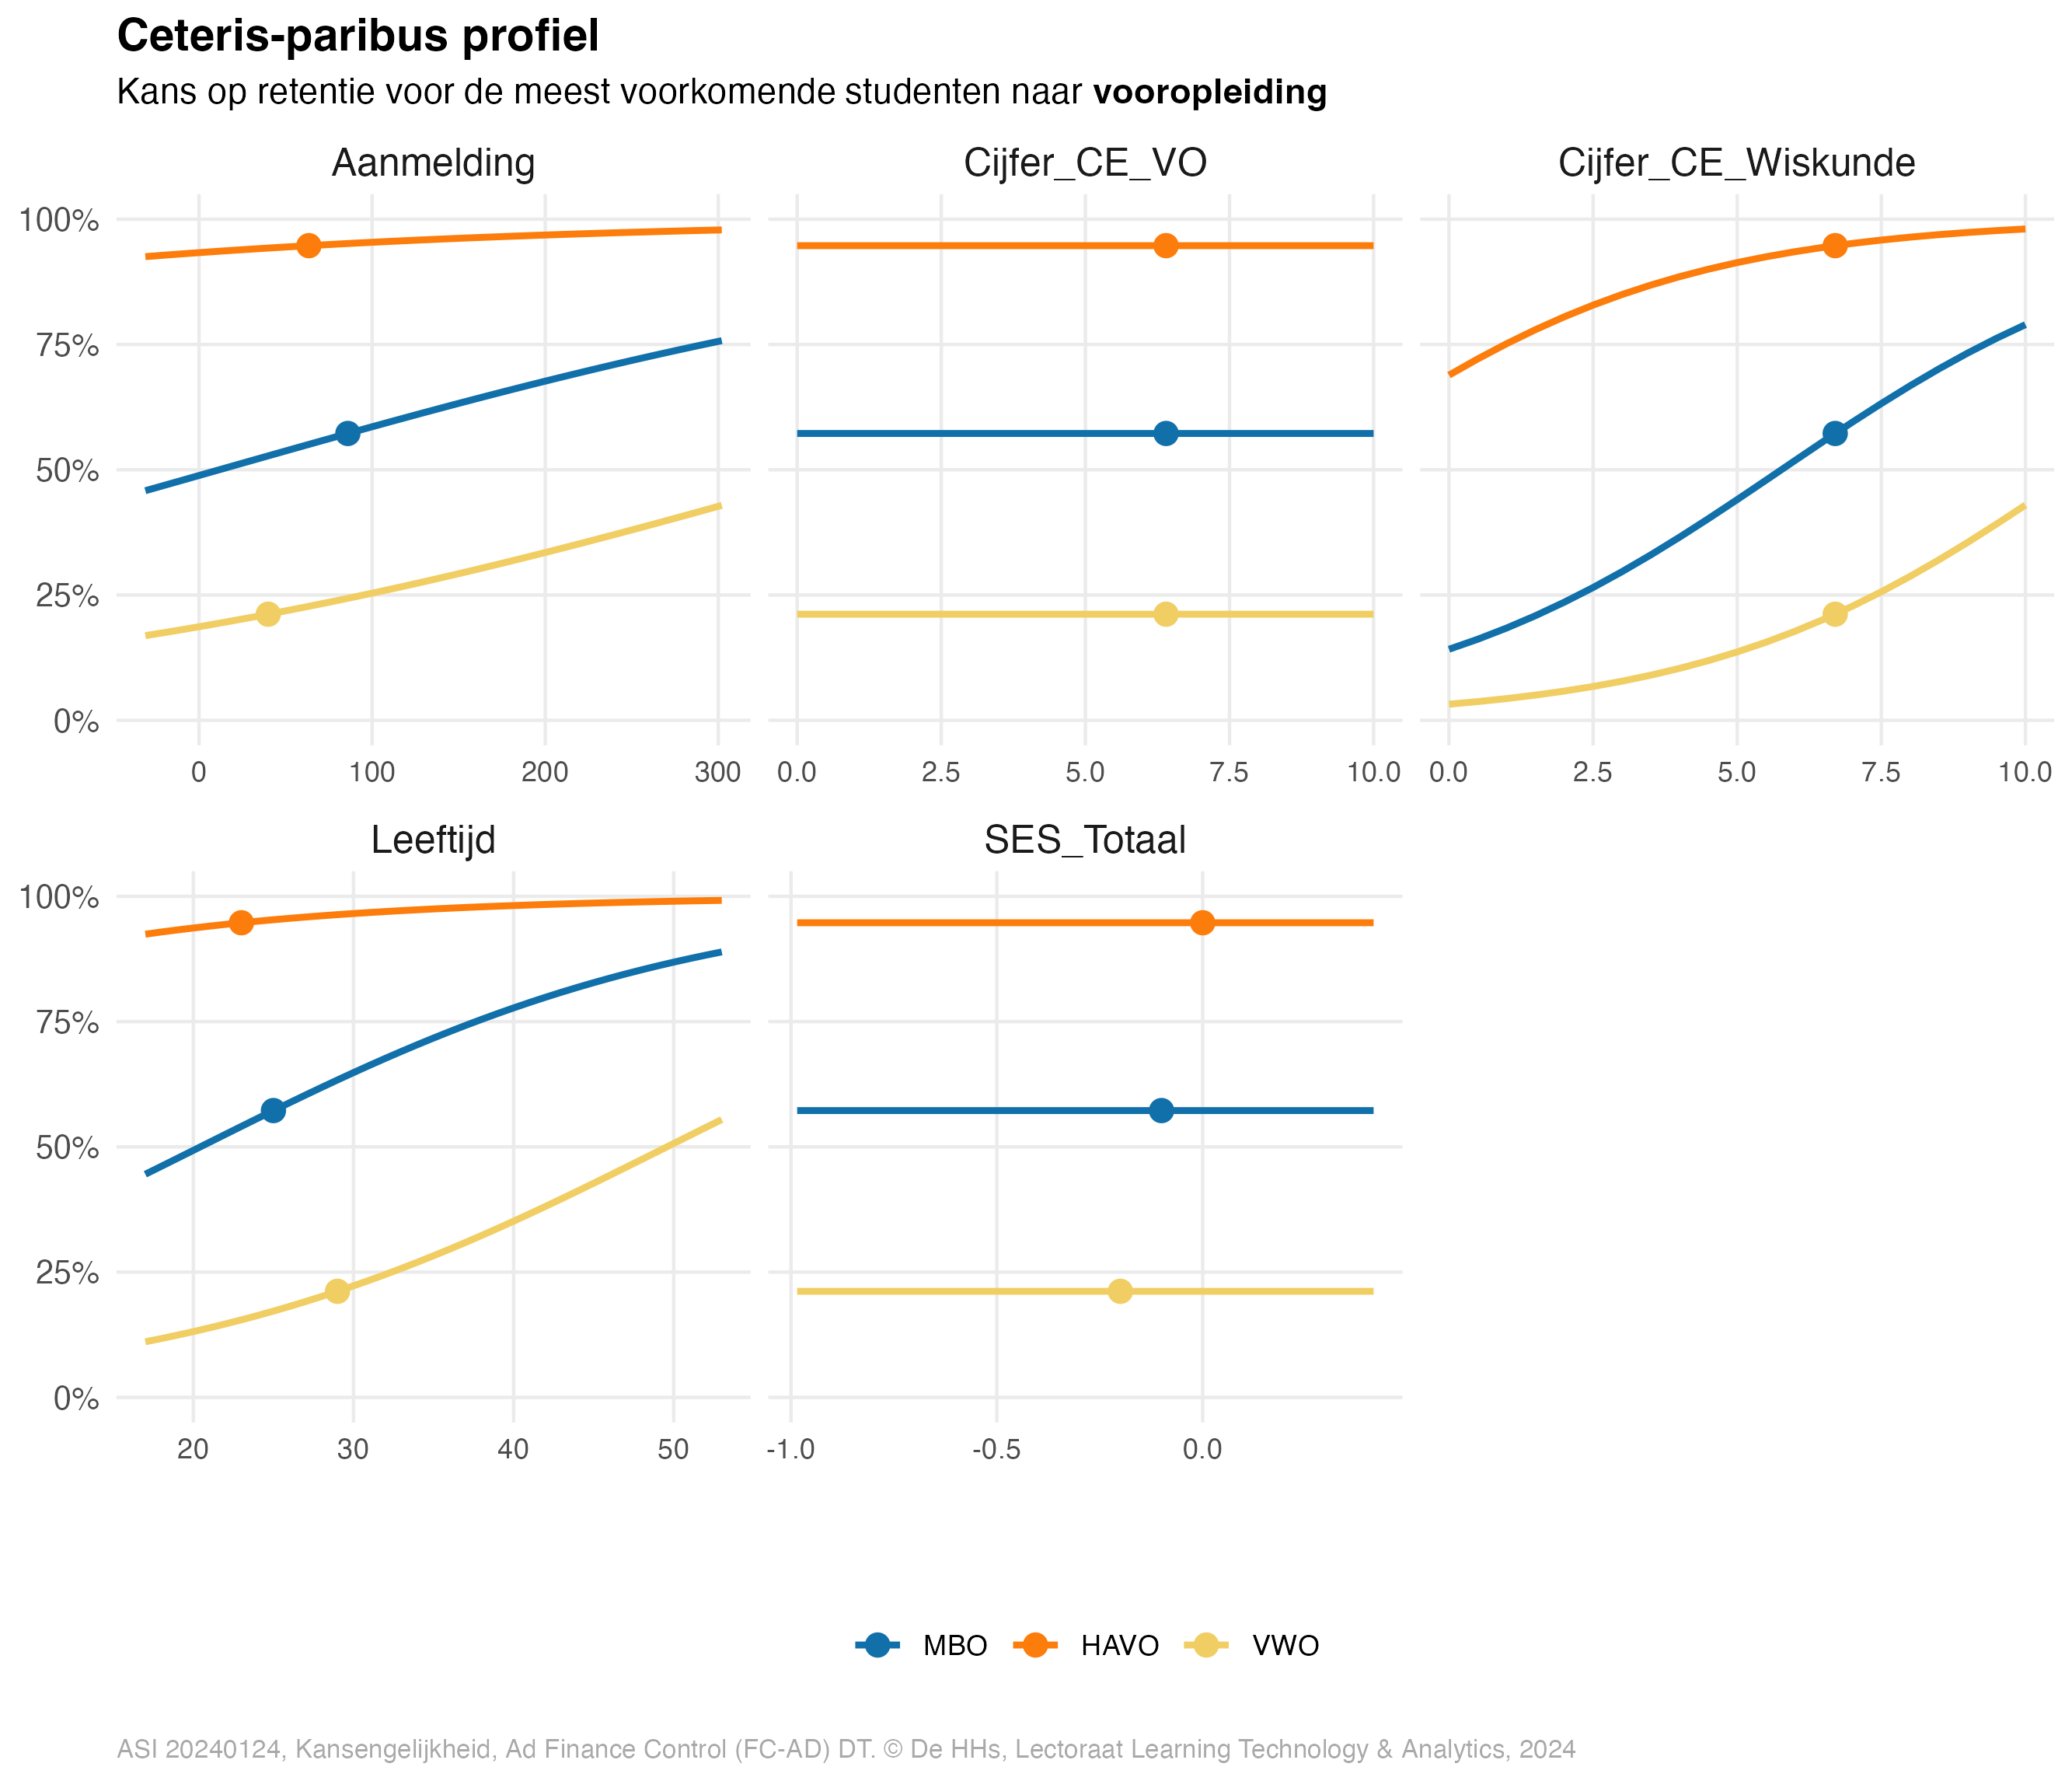 Ceteris-paribus profiel
Kans op retentie voor de meest voorkomende studenten naar vooropleiding
Aanmelding Cijfer_CE_VO Cijfer_CE_Wiskunde
100%
75%
50%
25%
0%
0 100 200 300 0.0 2.5 5.0 7.5 10.0 0.0 2.5 5.0 7.5 10.0
Leeftijd SES_Totaal
100%
75%
50%
25%
0%
20 30 40 50 -1.0 -0.5 0.0
MBO HAVO VWO
ASI 20240124, Kansengelijkheid, Ad Finance Control (FC-AD) DT. © De HHs, Lectoraat Learning Technology & Analytics, 2024